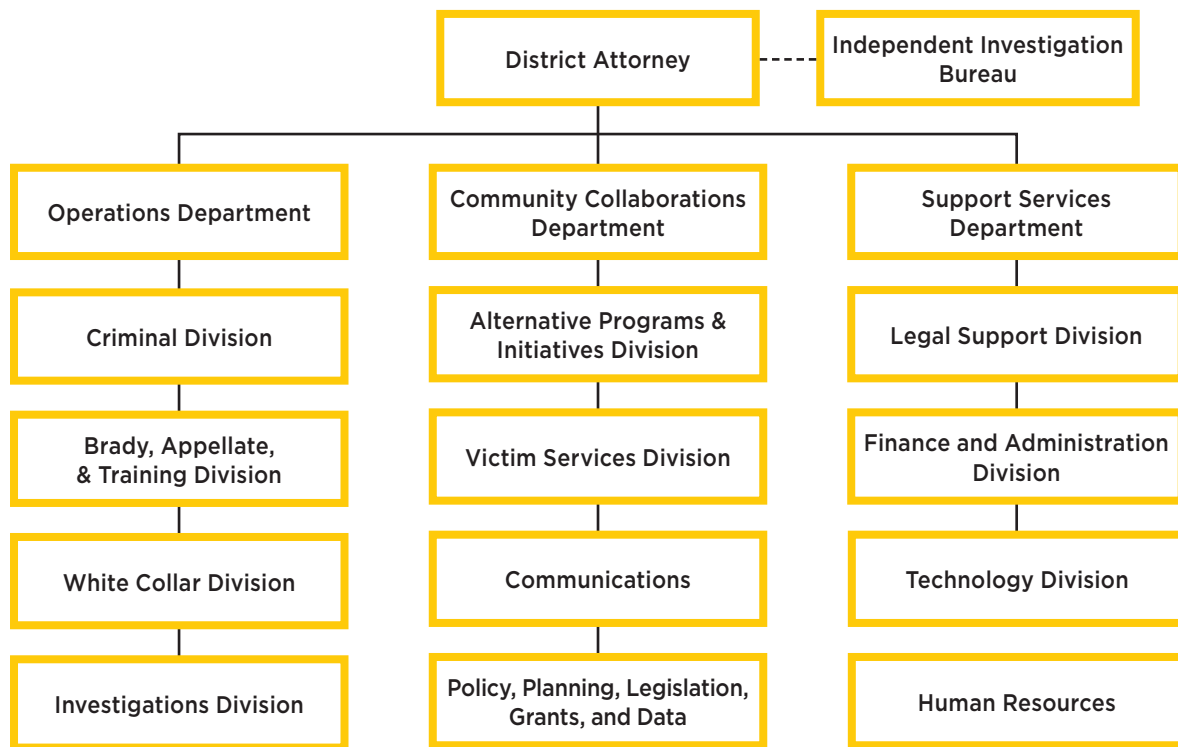 District Attorney
Independent Investigation
Bureau
Operations Department
Community Collaborations
Department
Support Services
Department
Criminal Division
Alternative Programs &
Initiatives Division
Legal Support Division
Brady, Appellate,
& Training Division
Victim Services Division
Finance and Administration
Division
White Collar Division
Communications
Technology Division
Investigations Division
Policy, Planning, Legislation,
Grants, and Data
Human Resources